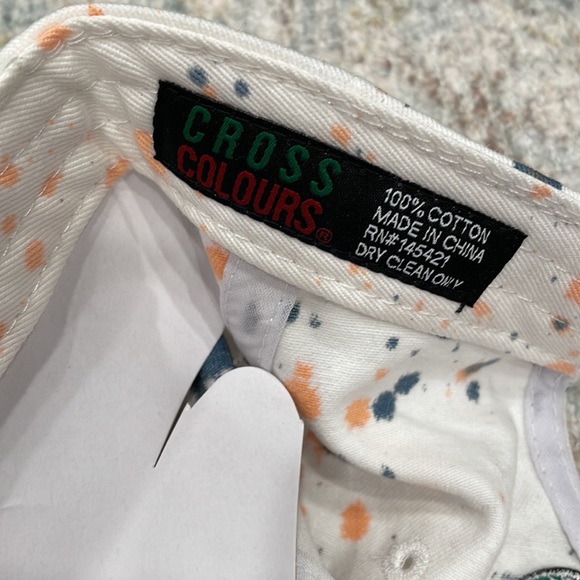 CROSS
COLOURS®
100% COTTON
MADE IN CHINA
RN#145421
DRY CLEAN ONLY